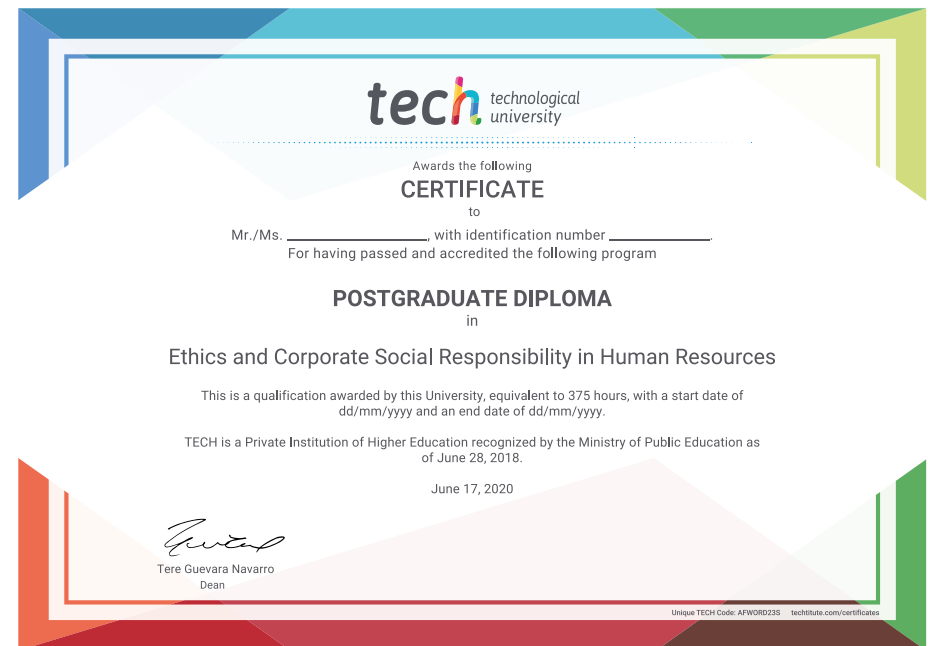 tech technological
university
Awards the following
CERTIFICATE
to
Mr./Ms. ____________________, with identification number ______________.
For having passed and accredited the following program
POSTGRADUATE DIPLOMA
in
Ethics and Corporate Social Responsibility in Human Resources
This is a qualification awarded by this University, equivalent to 375 hours, with a start date of
dd/mm/yyyy and an end date of dd/mm/yyyy.
TECH is a Private Institution of Higher Education recognized by the Ministry of Public Education as
of June 28, 2018.
June 17, 2020
Tere Guevara Navarro
Dean
Unique TECH Code: AFWORD23S techtitute.com/certificates